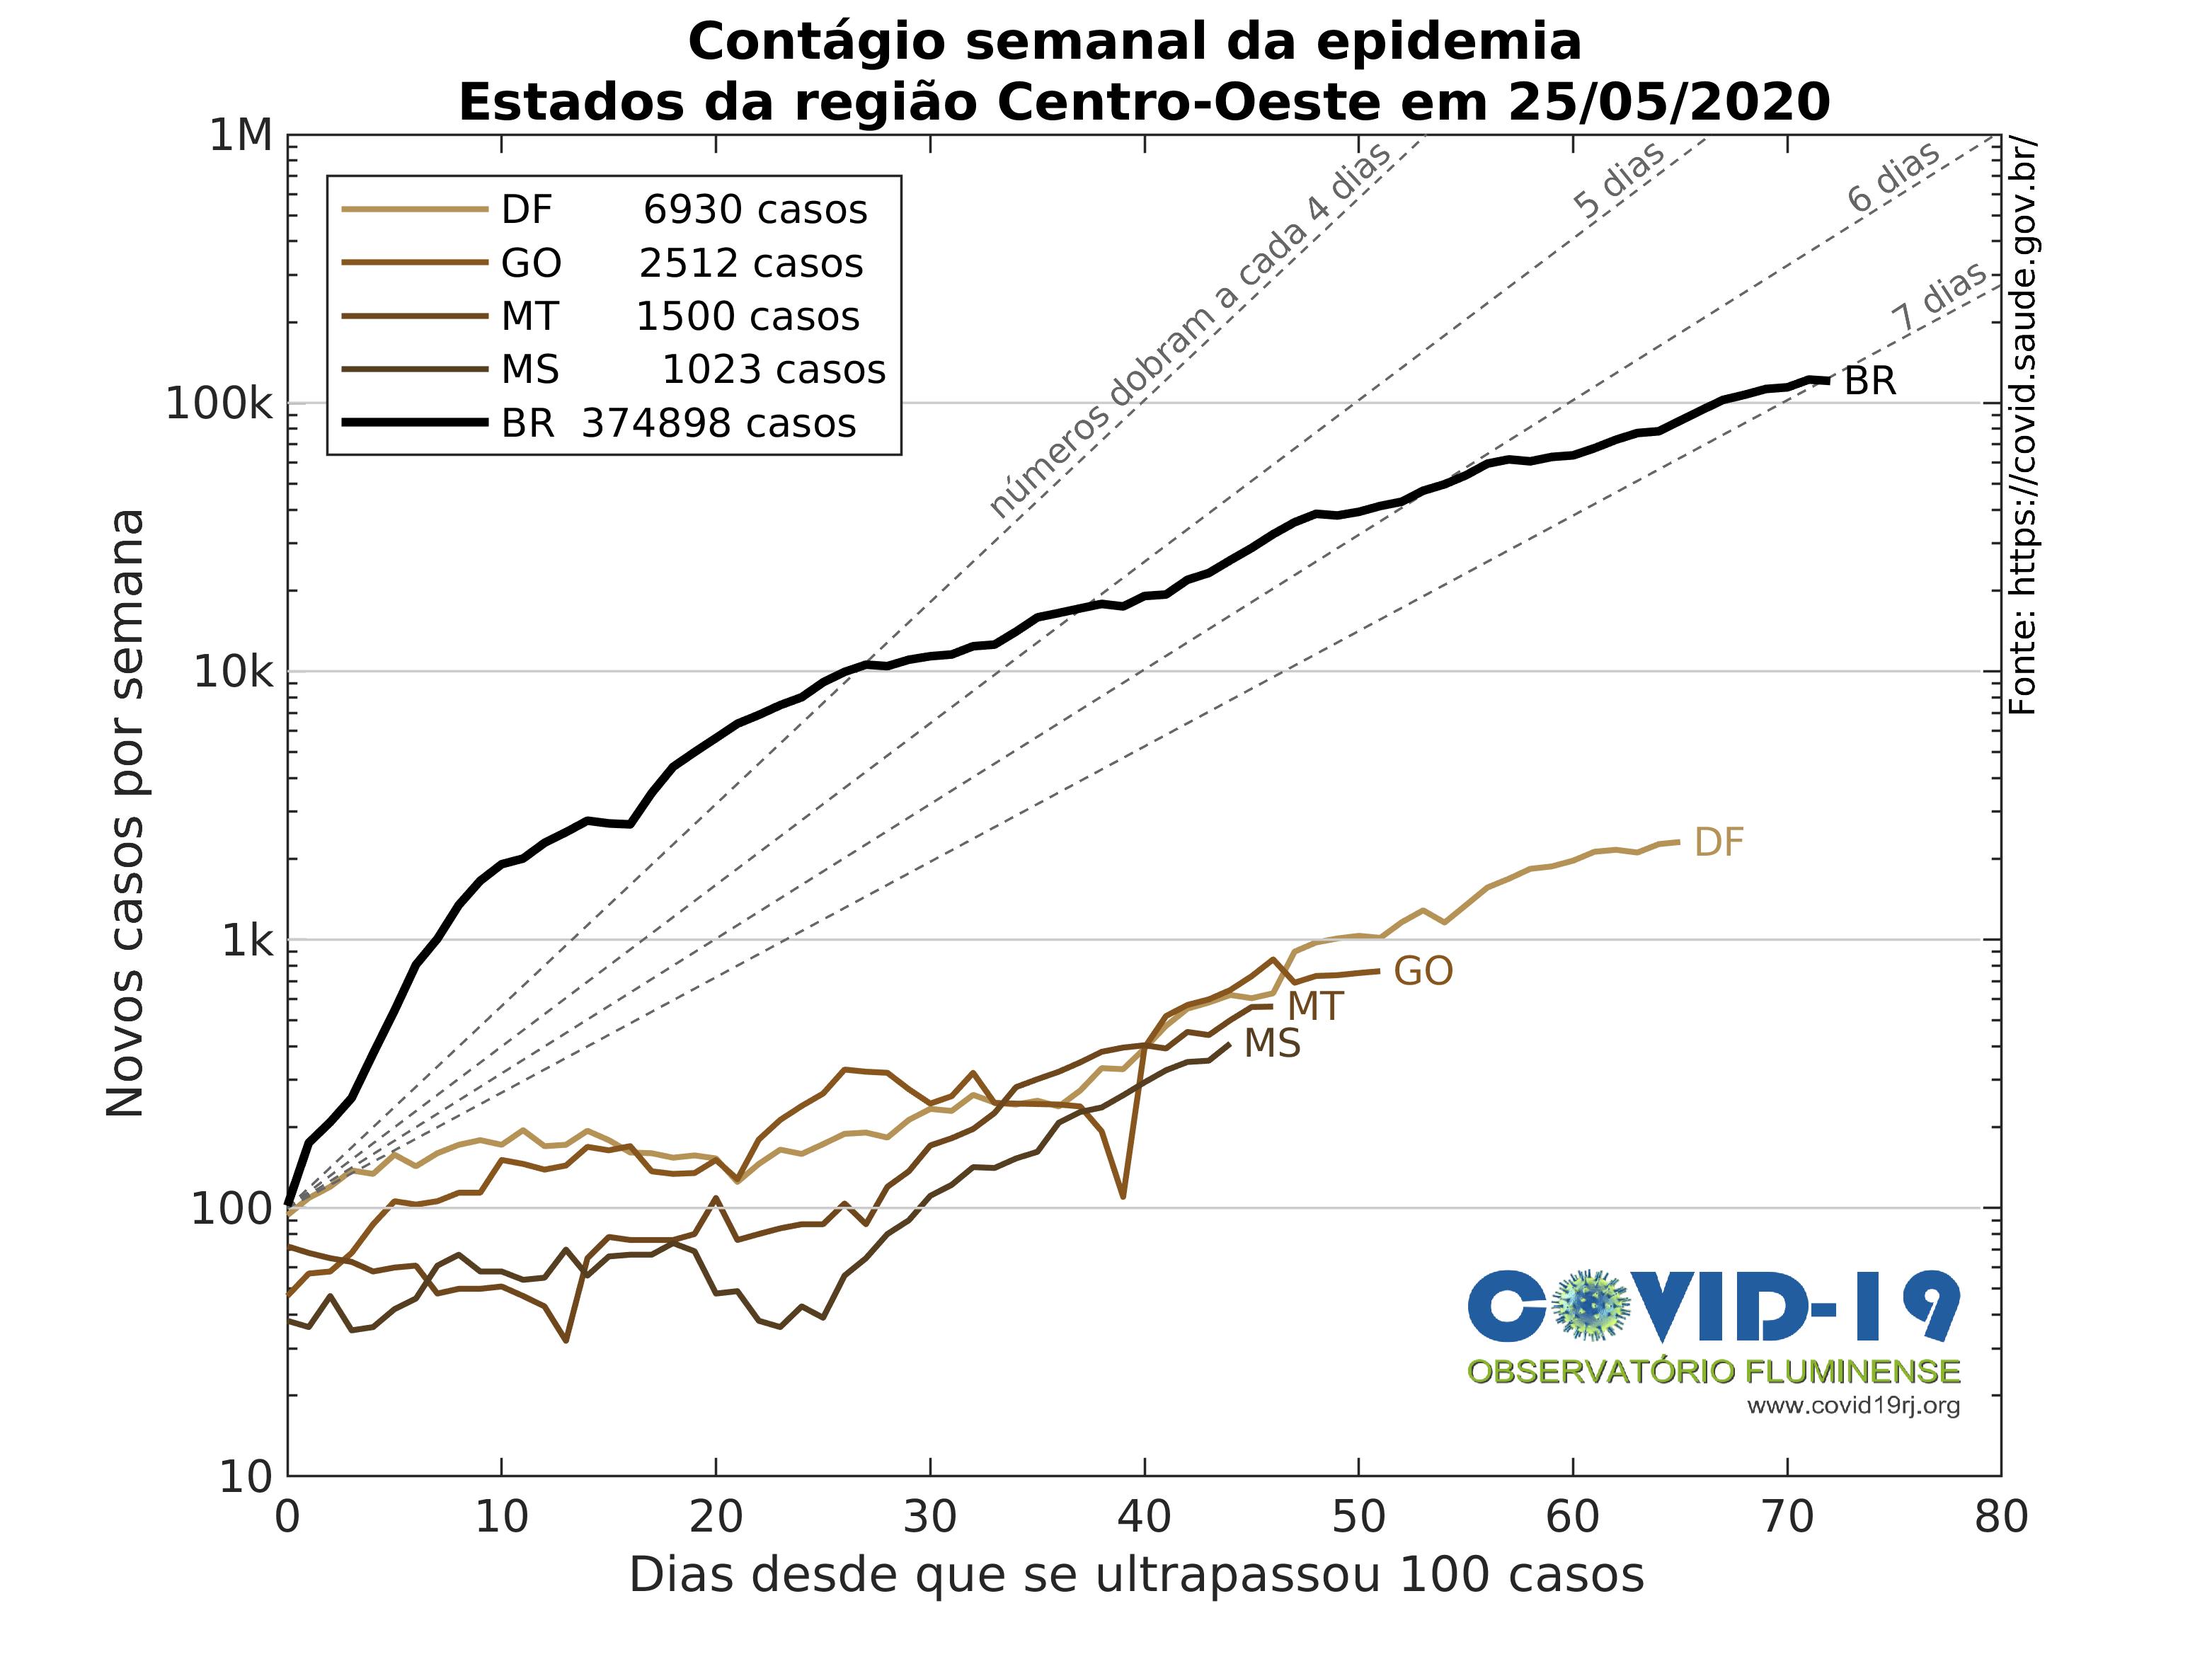 Contágio semanal da epidemia
Estados da região Centro-Oeste em 25/05/2020
1M
100k
10k
1k
100
10
Novos casos por semana
DF 6930 casos
GO 2512 casos
MT 1500 casos
MS 1023 casos
BR 374898 casos
números dobram a cada 4 dias
5 dias
6 dias
7 dias
BR
DF
GO
MT
MS
Fonte: https://covid.saude.gov.br/
COVID-19
OBSERVATÓRIO FLUMINENSE
www.covid19rj.org
0 10 20 30 40 50 60 70 80
Dias desde que se ultrapassou 100 casos